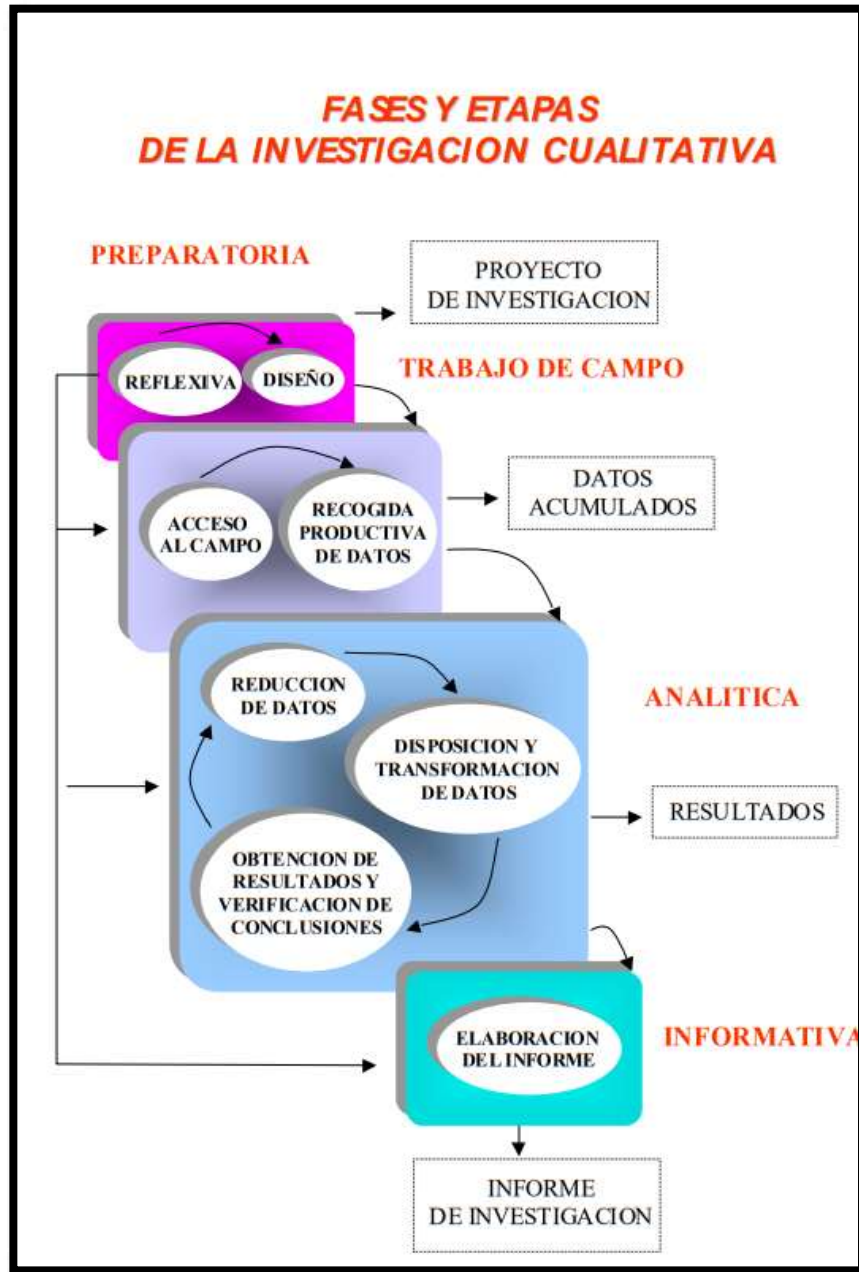 FASES Y ETAPAS
DE LA INVESTIGACION CUALITATIVA
PREPARATORIA
PROYECTO
DE INVESTIGACION
REFLEXIVA
DISEÑO
TRABAJO DE CAMPO
ACCESO
AL CAMPO
RECOGIDA
PRODUCTIVA
DE DATOS
DATOS
ACUMULADOS
REDUCCION
DE DATOS
ANALITICA
DISPOSICION Y
TRANSFORMACION
DE DATOS
RESULTADOS
OBTENCION DE
RESULTADOS Y
VERIFICACION DE
CONCLUSIONES
ELABORACION
DEL INFORME
INFORMATIVA
INFORME
DE INVESTIGACION